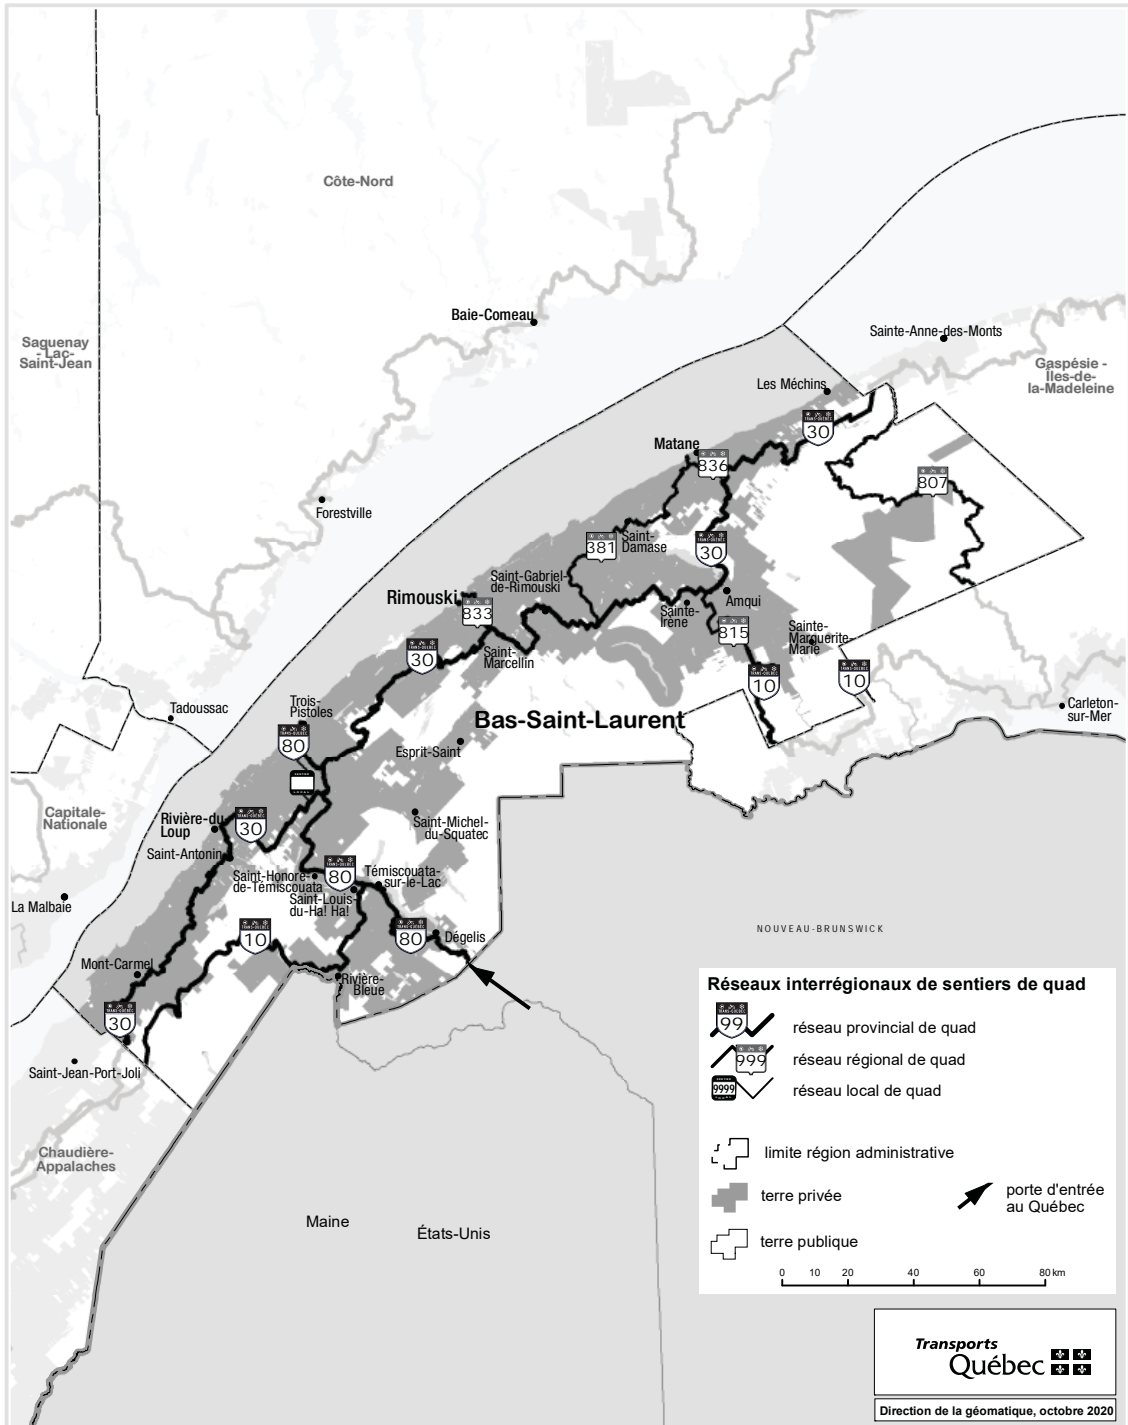 Côte-Nord
Baie-Comeau
Sainte-Anne-des-Monts
Saguenay
- Lac-
Saint-Jean
Gaspésie -
Îles-de-
la-Madeleine
Les Méchins
30
Matane
836
807
Forestville
381
Saint-
Damase
30
Saint-Gabriel-
de-Rimouski
Rimouski
833
Amqui
Sainte-
Irène
815
Sainte-
Marguerite-
Marie
30
Saint-
Marcellin
10
10
Trois-
Pistoles
Tadoussac
Carleton-
sur-Mer
80
Bas-Saint-Laurent
Esprit-Saint
Capitale-
Nationale
Rivière-du-
Loup
30
Saint-Michel-
du-Squatec
Saint-Antonin
Saint-Honoré-
de-Témiscouata
80
Témiscouata-
sur-le-Lac
Saint-Louis-
du-Ha! Ha!
La Malbaie
10
80
Dégelis
NOUVEAU-BRUNSWICK
Mont-Carmel
Rivière-
Bleue
30
Saint-Jean-Port-Joli
Chaudière-
Appalaches
Maine
États-Unis
Réseaux interrégionaux de sentiers de quad
TRANS-QUÉBEC
99
réseau provincial de quad
999
réseau régional de quad
SENTIER
9999
réseau local de quad
limite région administrative
terre privée
porte d'entrée
au Québec
terre publique
0 10 20 40 60 80 km
Transports
Québec
Direction de la géomatique, octobre 2020